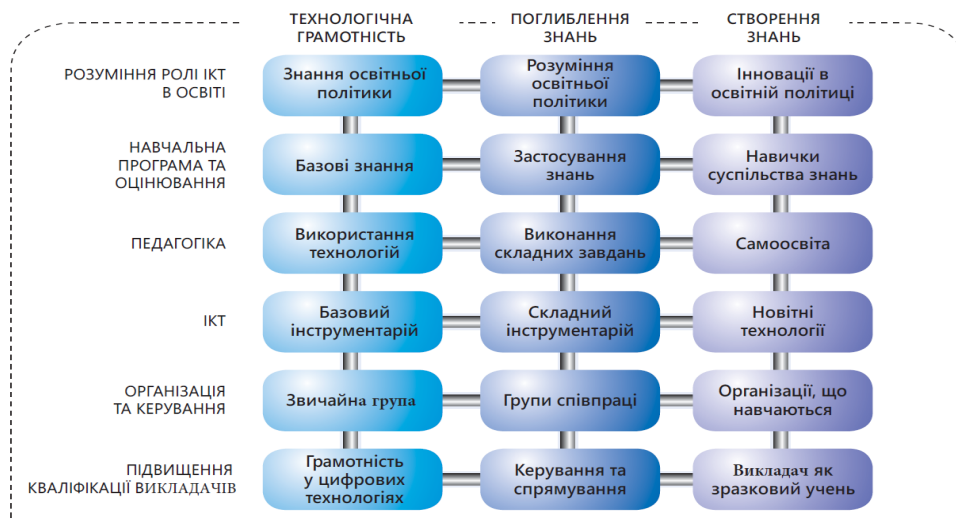 ТЕХНОЛОГІЧНА
ГРАМОТНІСТЬ
ПОГЛИБЛЕННЯ
ЗНАНЬ
СТВОРЕННЯ
ЗНАНЬ
РОЗУМІННЯ РОЛІ ІКТ
В ОСВІТІ
Знання освітньої
політики
Розуміння
освітньої
політики
Інновації в
освітній політиці
НАВЧАЛЬНА
ПРОГРАМА ТА
ОЦІНЮВАННЯ
Базові знання
Застосування
знань
Навички
суспільства знань
ПЕДАГОГІКА
Використання
технологій
Виконання
складних завдань
Самоосвіта
ІКТ
Базовий
інструментарій
Складний
інструментарій
Новітні
технології
ОРГАНІЗАЦІЯ
ТА КЕРУВАННЯ
Звичайна група
Групи співпраці
Організації, що
навчаються
ПІДВИЩЕННЯ
КВАЛІФІКАЦІЇ ВИКЛАДАЧІВ
Грамотність
у цифрових
технологіях
Керування та
спрямування
Викладач як
зразковий учень